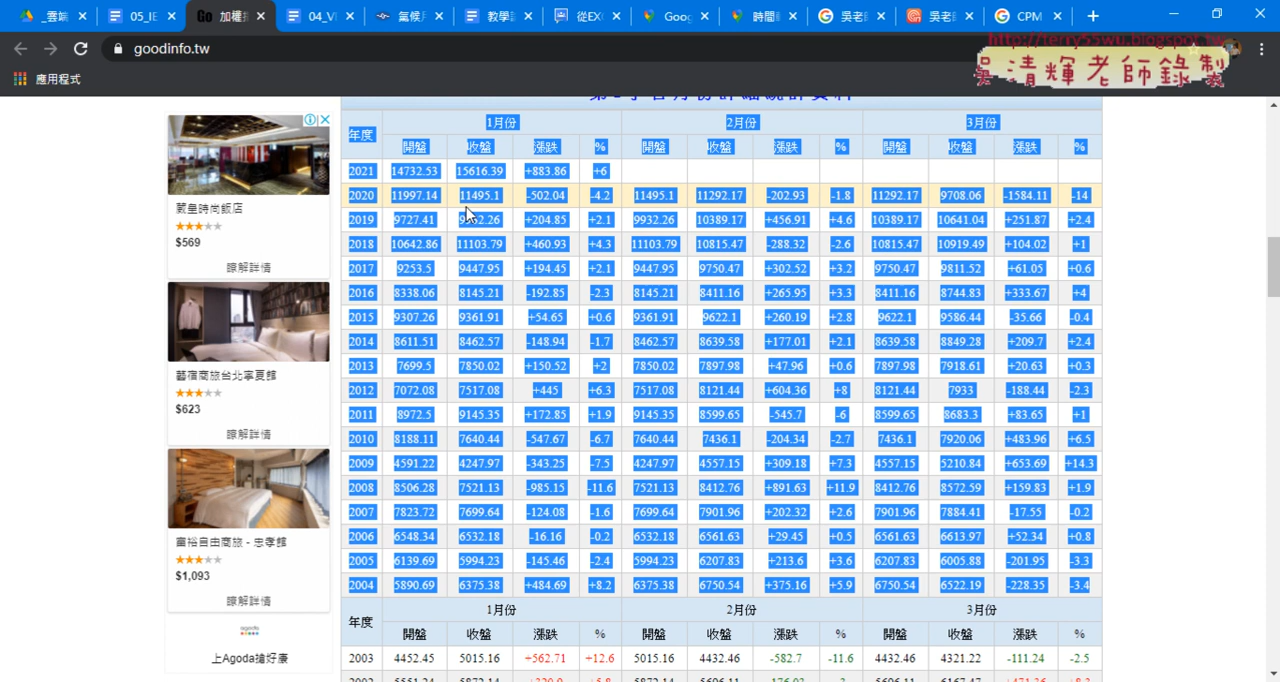 雲端
05_IE
加權
04_VI
氣候
教學
從EX
Goog
時間
吳老師
吳老師
CPM
http://terry55wu.blogspot.tw
goodinfo.tw
吳清輝老師錄製
應用程式
年度 1月份 2月份 3月份
開盤 收盤 漲跌 % 開盤 收盤 漲跌 % 開盤 收盤 漲跌 %
2021 14732.53 15616.39 +883.86 +6
2020 11997.14 11495.1 -502.04 -4.2 11495.1 11292.17 -202.93 -1.8 11292.17 9708.06 -1584.11 -14
2019 9727.41 9932.26 +204.85 +2.1 9932.26 10389.17 +456.91 +4.6 10389.17 10641.04 +251.87 +2.4
2018 10642.86 11103.79 +460.93 +4.3 11103.79 10815.47 -288.32 -2.6 10815.47 10919.49 +104.02 +1
2017 9253.5 9447.95 +194.45 +2.1 9447.95 9750.47 +302.52 +3.2 9750.47 9811.52 +61.05 +0.6
2016 8338.06 8145.21 -192.85 -2.3 8145.21 8411.16 +265.95 +3.3 8411.16 8744.83 +333.67 +4
2015 9307.26 9361.91 +54.65 +0.6 9361.91 9622.1 +260.19 +2.8 9622.1 9586.44 -35.66 -0.4
2014 8611.51 8462.57 -148.94 -1.7 8462.57 8639.58 +177.01 +2.1 8639.58 8849.28 +209.7 +2.4
2013 7699.5 7850.02 +150.52 +2 7850.02 7897.98 +47.96 +0.6 7897.98 7918.61 +20.63 +0.3
2012 7072.08 7517.08 +445 +6.3 7517.08 8121.44 +604.36 +8 8121.44 7933 -188.44 -2.3
2011 8972.5 9145.35 +172.85 +1.9 9145.35 8599.65 -545.7 -6 8599.65 8683.3 +83.65 +1
2010 8188.11 7640.44 -547.67 -6.7 7640.44 7436.1 -204.34 -2.7 7436.1 7920.06 +483.96 +6.5
2009 4591.22 4247.97 -343.25 -7.5 4247.97 4557.15 +309.18 +7.3 4557.15 5210.84 +653.69 +14.3
2008 8506.28 7521.13 -985.15 -11.6 7521.13 8412.76 +891.63 +11.9 8412.76 8572.59 +159.83 +1.9
2007 7823.72 7699.64 -124.08 -1.6 7699.64 7901.96 +202.32 +2.6 7901.96 7884.41 -17.55 -0.2
2006 6548.34 6532.18 -16.16 -0.2 6532.18 6561.63 +29.45 +0.5 6561.63 6613.97 +52.34 +0.8
2005 6139.69 5994.23 -145.46 -2.4 5994.23 6207.83 +213.6 +3.6 6207.83 6005.88 -201.95 -3.3
2004 5890.69 6375.38 +484.69 +8.2 6375.38 6750.54 +375.16 +5.9 6750.54 6522.19 -228.35 -3.4
年度 1月份 2月份 3月份
開盤 收盤 漲跌 % 開盤 收盤 漲跌 % 開盤 收盤 漲跌 %
2003 4452.45 5015.16 +562.71 +12.6 5015.16 4432.46 -582.7 -11.6 4432.46 4321.22 -111.24 -2.5
葳皇時尚飯店
$569
瞭解詳情
藝宿商旅台北寧夏館
$623
瞭解詳情
富裕自由商旅 - 忠孝館
$1,093
瞭解詳情
agoda
上Agoda搶好康